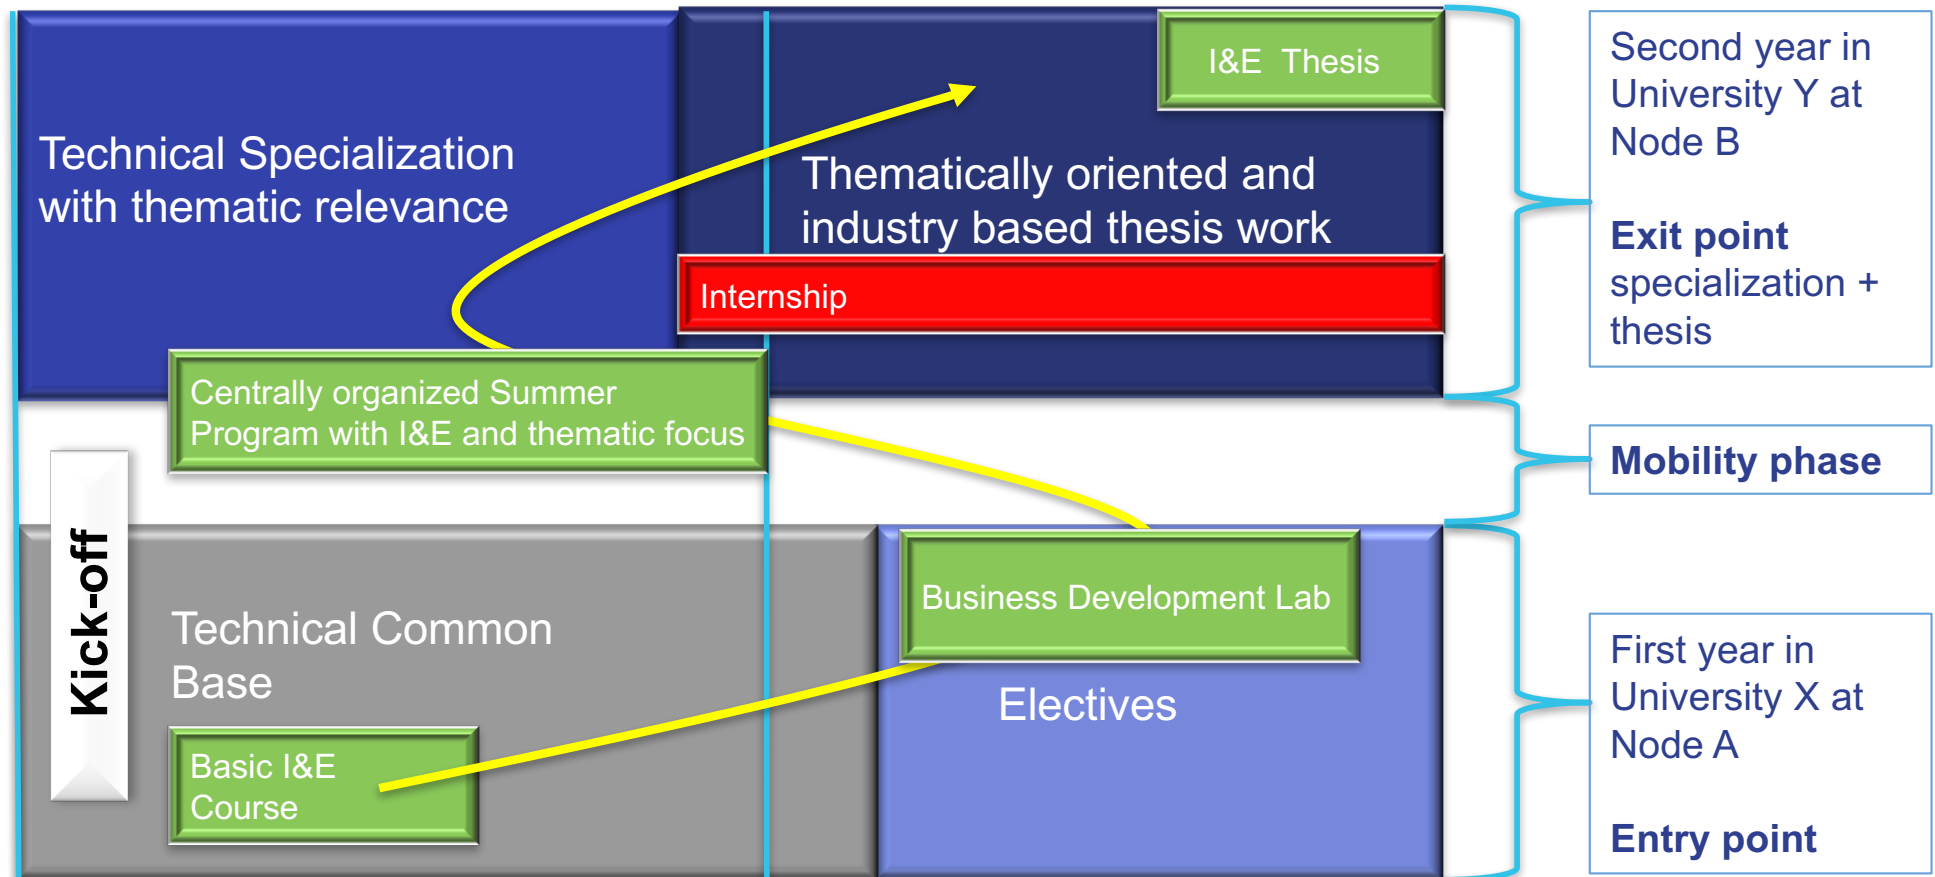 I&E  Thesis
Technical Specialization
with thematic relevance
Thematically oriented and
industry based thesis work
Internship
Centrally organized Summer
Program with I&E and thematic focus
Kick-off
Business Development Lab
Technical Common
Base
Electives
Basic I&E
Course
Second year in
University Y at
Node B
Exit point
specialization +
thesis
Mobility phase
First year in
University X at
Node A
Entry point